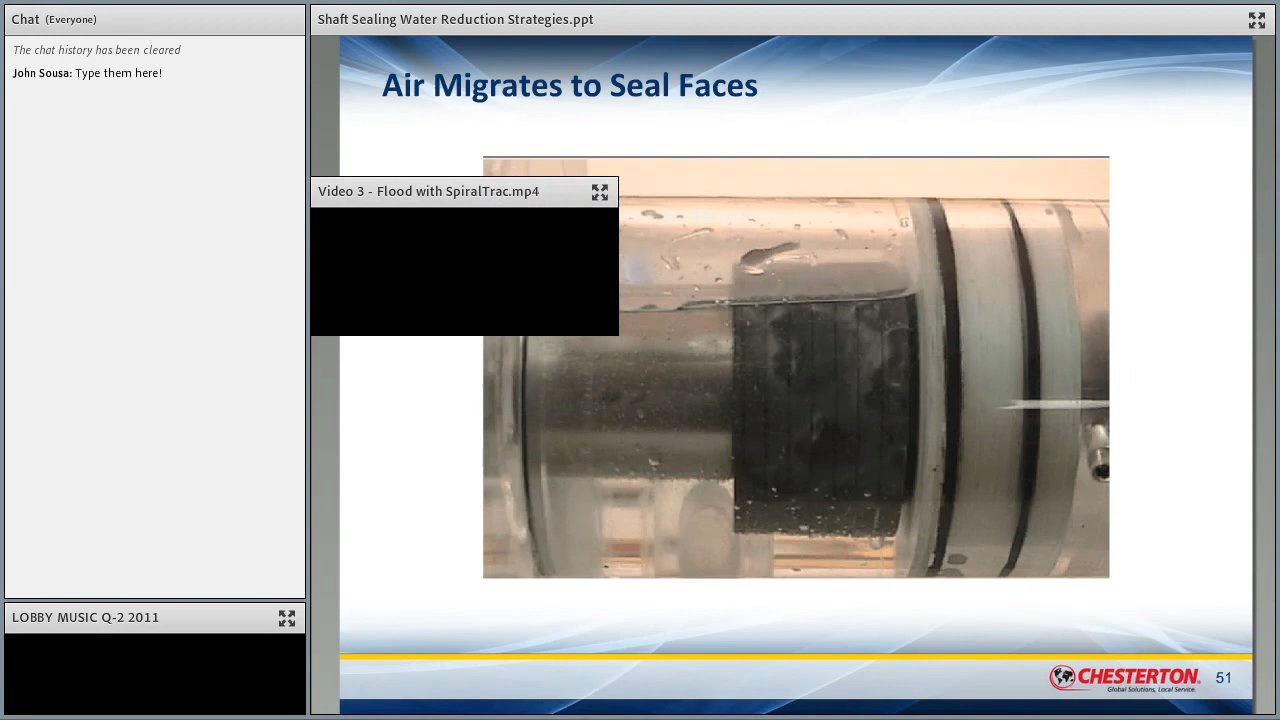 Chat (Everyone)
The chat history has been cleared
John Sousa: Type them here!
LOBBY MUSIC Q-2 2011
Shaft Sealing Water Reduction Strategies.ppt
Air Migrates to Seal Faces
Video 3 - Flood with SpiralTrac.mp4
CHESTERTON
Global Solutions, Local Service.
51